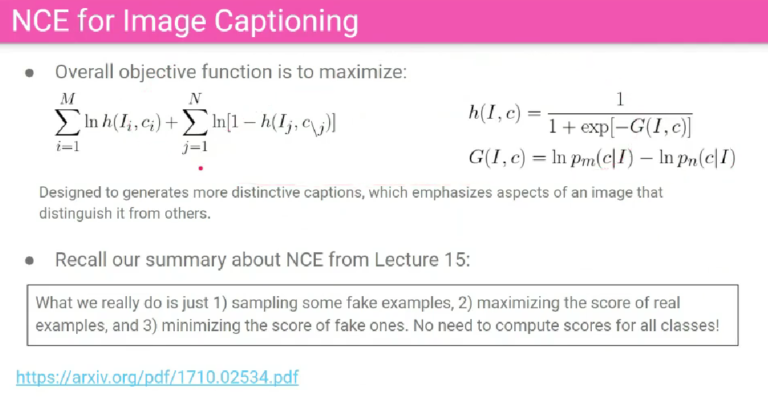 NCE for Image Captioning
● Overall objective function is to maximize:
\sum_{i=1}^{M} \ln h(I_i, c_i) + \sum_{j=1}^{N} \ln[1 - h(I_j, c_{\backslash j})]
h(I, c) = \frac{1}{1 + \exp[-G(I, c)]}
G(I, c) = \ln p_m(c|I) - \ln p_n(c|I)
Designed to generates more distinctive captions, which emphasizes aspects of an image that
distinguish it from others.
● Recall our summary about NCE from Lecture 15:
What we really do is just 1) sampling some fake examples, 2) maximizing the score of real
examples, and 3) minimizing the score of fake ones. No need to compute scores for all classes!
https://arxiv.org/pdf/1710.02534.pdf